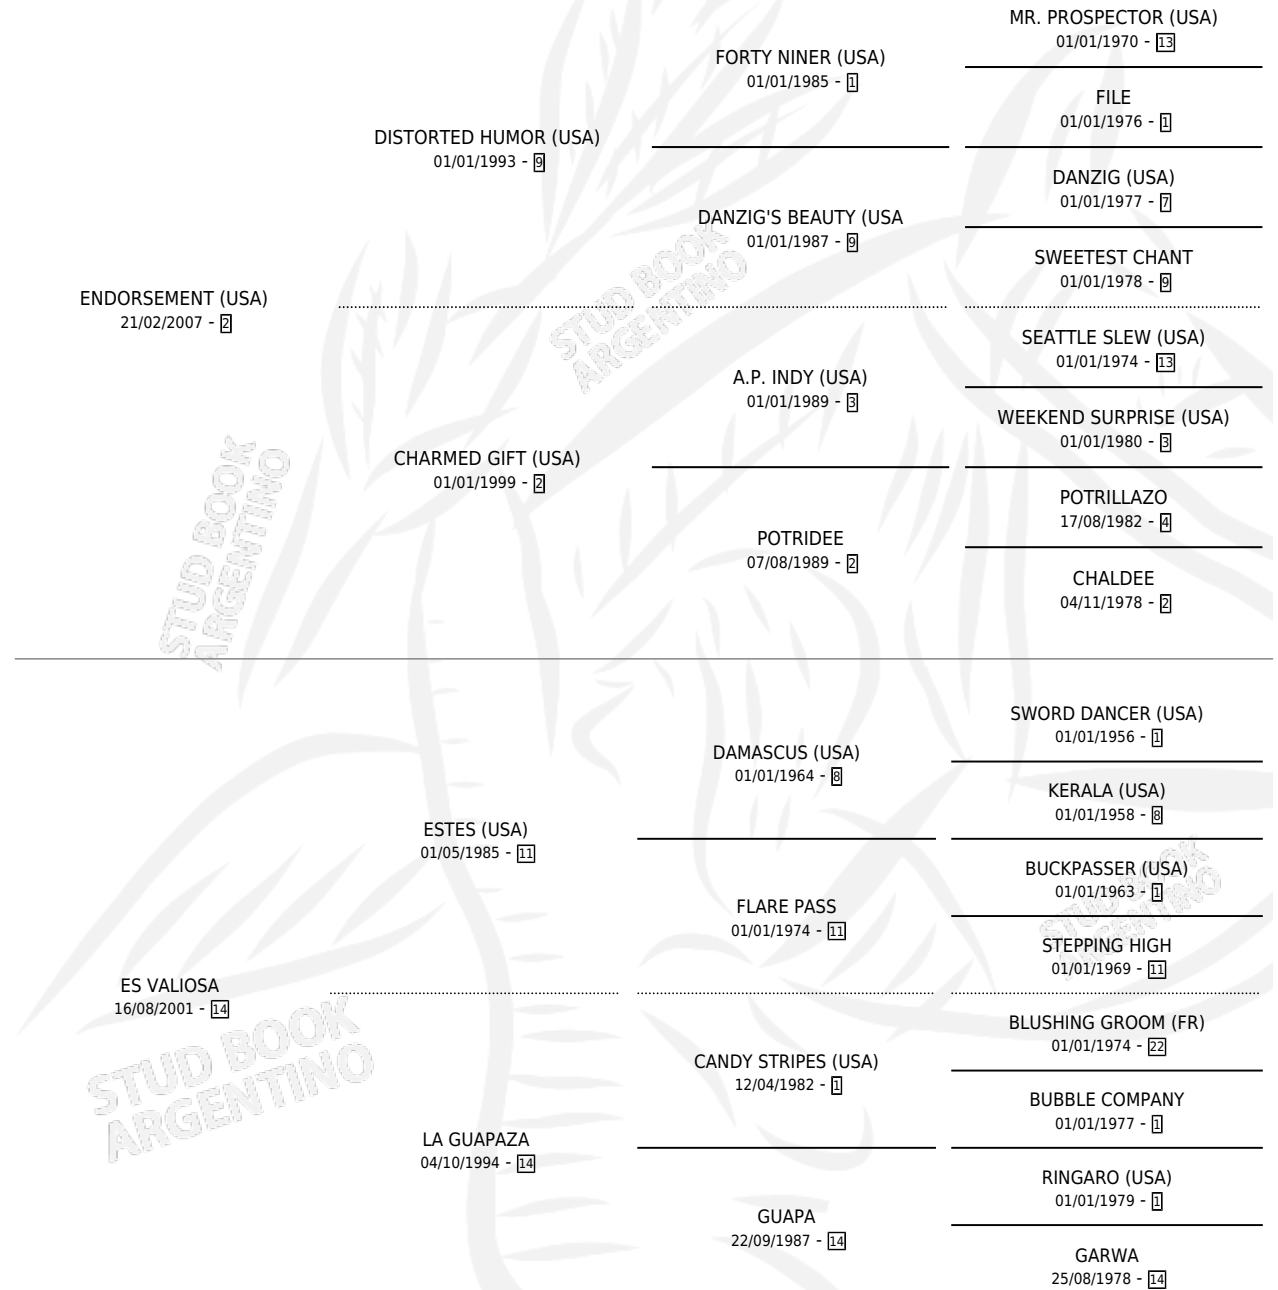 MR. PROSPECTOR (USA)
01/01/1970 - 13
FORTY NINER (USA)
01/01/1985 - 1
FILE
01/01/1976 - 1
DISTORTED HUMOR (USA)
01/01/1993 - 9
DANZIG (USA)
01/01/1977 - 7
DANZIG'S BEAUTY (USA
01/01/1987 - 9
SWEETEST CHANT
01/01/1978 - 9
STUD BOOK
ARGENTINO
ENDORSEMENT (USA)
21/02/2007 - 2
SEATTLE SLEW (USA)
01/01/1974 - 13
A.P. INDY (USA)
01/01/1989 - 3
WEEKEND SURPRISE (USA)
01/01/1980 - 3
CHARMED GIFT (USA)
01/01/1999 - 2
POTRILLAZO
17/08/1982 - 4
POTRIDEE
07/08/1989 - 2
CHALDEE
04/11/1978 - 2
STUD BOOK
ARGENTINO
SWORD DANCER (USA)
01/01/1956 - 1
DAMASCUS (USA)
01/01/1964 - 8
KERALA (USA)
01/01/1958 - 8
ESTES (USA)
01/05/1985 - 11
BUCKPASSER (USA)
01/01/1963 - 1
FLARE PASS
01/01/1974 - 11
STEPPING HIGH
01/01/1969 - 11
STUD BOOK
ARGENTINO
ES VALIOSA
16/08/2001 - 14
BLUSHING GROOM (FR)
01/01/1974 - 22
CANDY STRIPES (USA)
12/04/1982 - 1
BUBBLE COMPANY
01/01/1977 - 1
STUD BOOK
ARGENTINO
LA GUAPAZA
04/10/1994 - 14
RINGARO (USA)
01/01/1979 - 1
GUAPA
22/09/1987 - 14
GARWA
25/08/1978 - 14